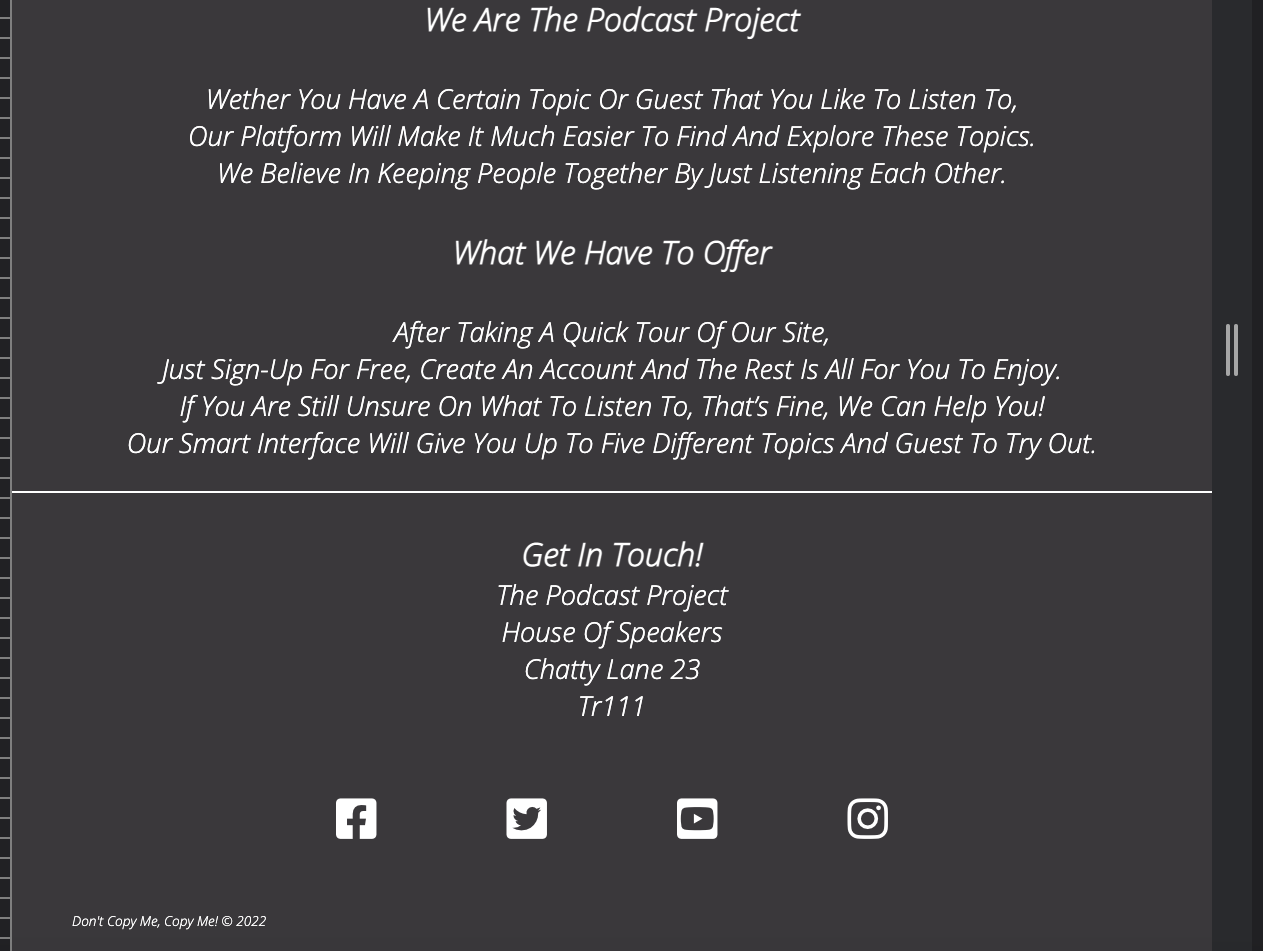 We Are The Podcast Project
Wether You Have A Certain Topic Or Guest That You Like To Listen To,
Our Platform Will Make It Much Easier To Find And Explore These Topics.
We Believe In Keeping People Together By Just Listening Each Other.
What We Have To Offer
After Taking A Quick Tour Of Our Site,
Just Sign-Up For Free, Create An Account And The Rest Is All For You To Enjoy.
If You Are Still Unsure On What To Listen To, That’s Fine, We Can Help You!
Our Smart Interface Will Give You Up To Five Different Topics And Guest To Try Out.
Get In Touch!
The Podcast Project
House Of Speakers
Chatty Lane 23
Tr111
Don't Copy Me, Copy Me! © 2022